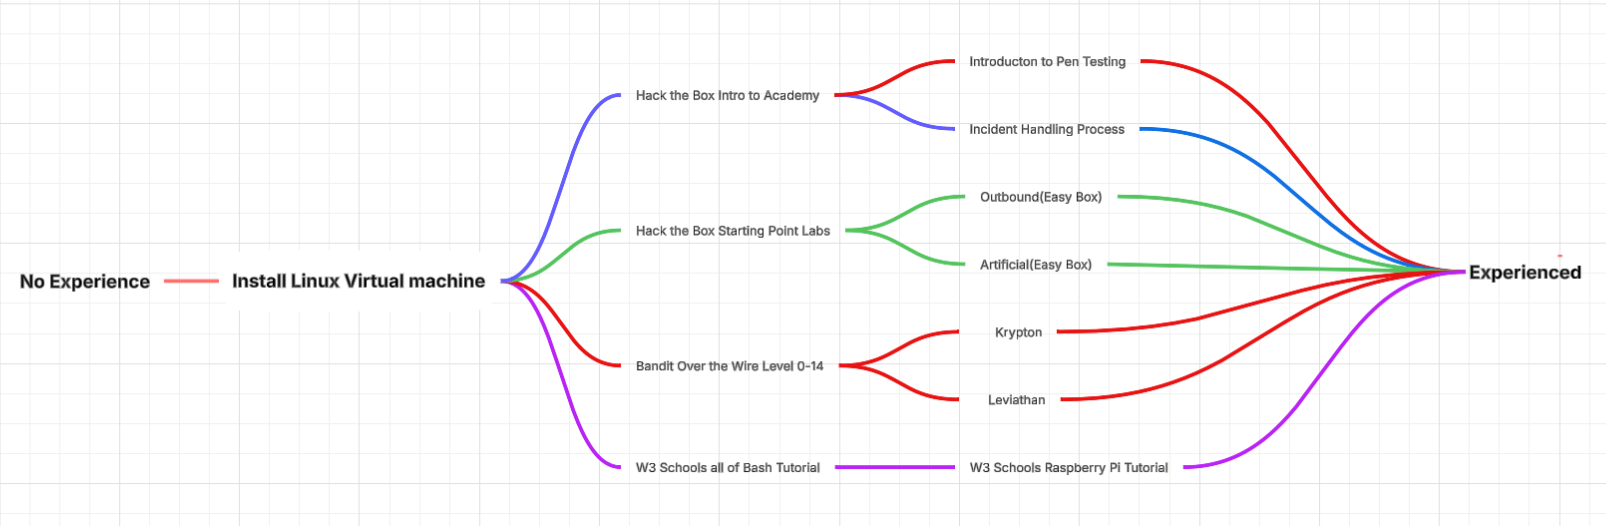 No Experience
Install Linux Virtual machine
Hack the Box Intro to Academy
Introducton to Pen Testing
Incident Handling Process
Hack the Box Starting Point Labs
Outbound(Easy Box)
Artificial(Easy Box)
Bandit Over the Wire Level 0-14
Krypton
Leviathan
W3 Schools all of Bash Tutorial
W3 Schools Raspberry Pi Tutorial
Experienced